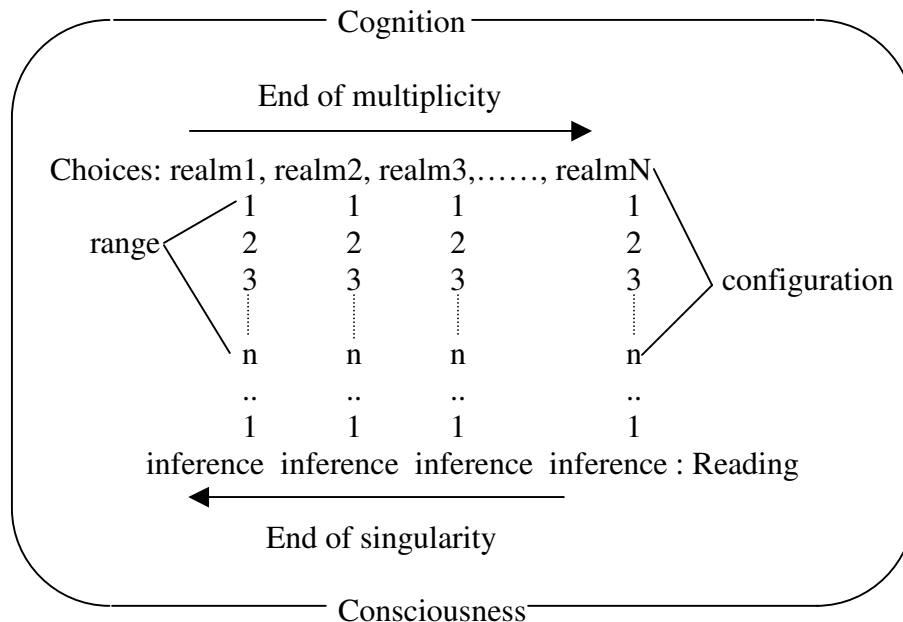 Cognition
End of multiplicity
Choices: realm1, realm2, realm3,……, realmN
1 1 1 1
range 2 2 2 2
3 3 3 3 configuration
n n n n
.. .. .. ..
1 1 1 1
inference inference inference inference : Reading
End of singularity
Consciousness